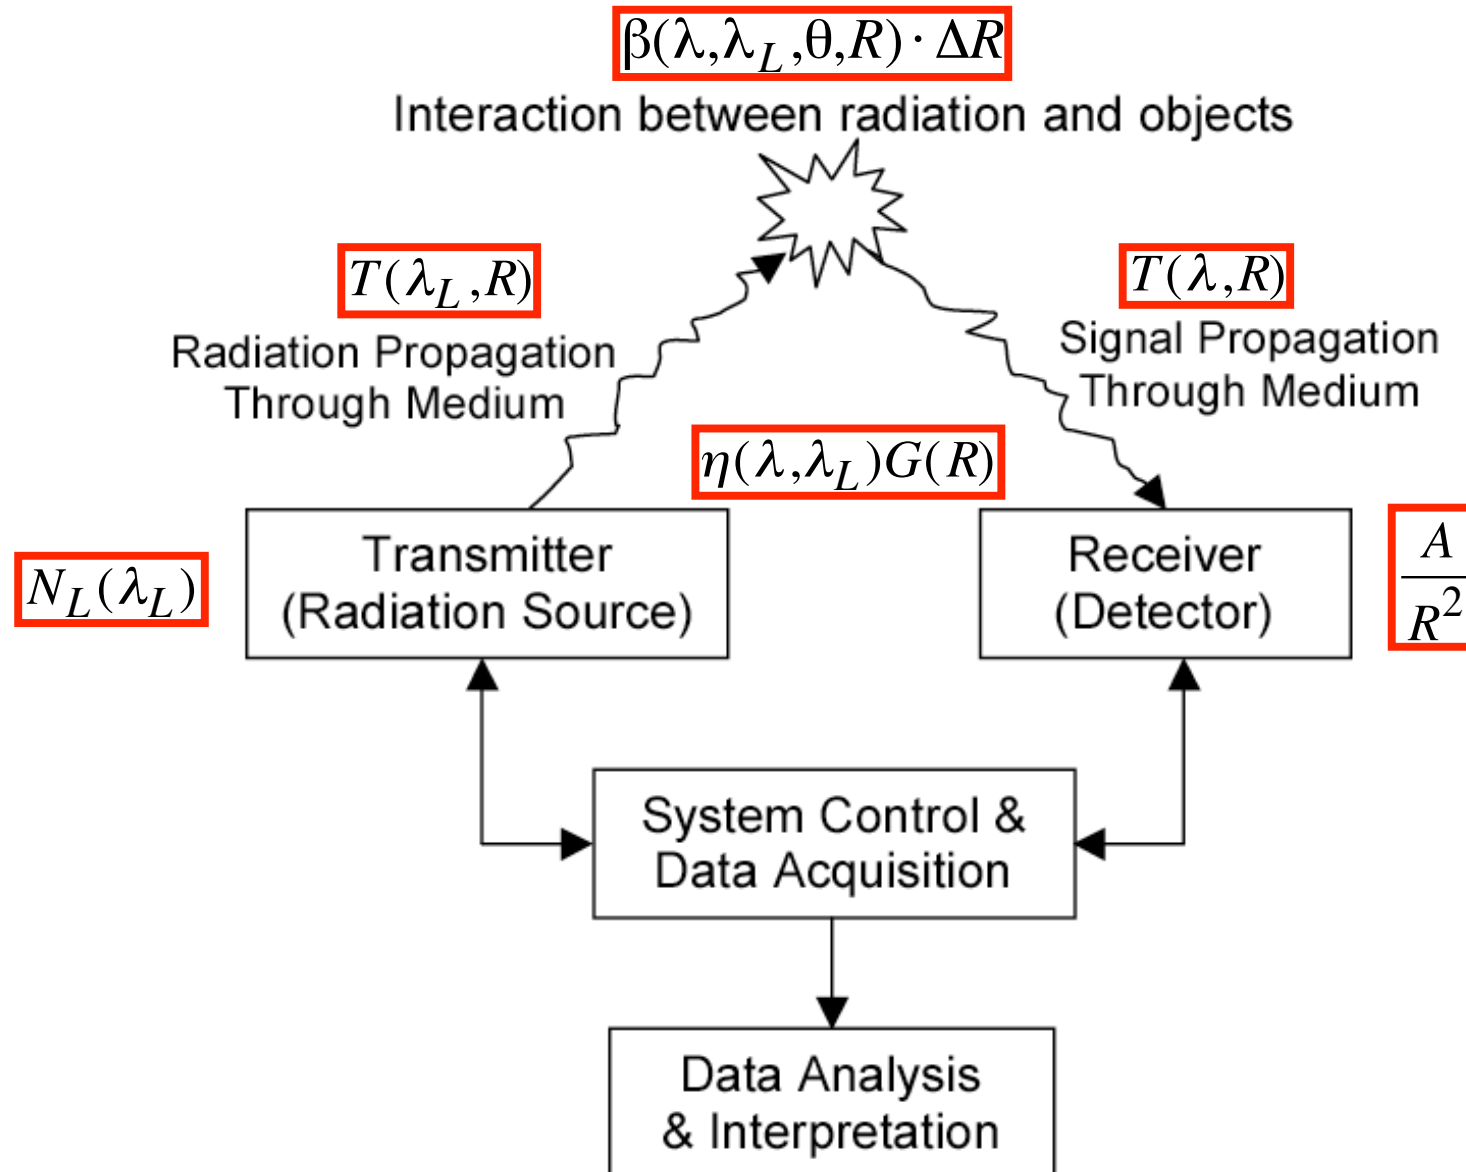 β(λ,λ_L,θ,R)·ΔR
Interaction between radiation and objects
T(λ_L,R)
Radiation Propagation
Through Medium
T(λ,R)
Signal Propagation
Through Medium
η(λ,λ_L)G(R)
N_L(λ_L)
Transmitter
(Radiation Source)
Receiver
(Detector)
A
R²
System Control &
Data Acquisition
Data Analysis
& Interpretation